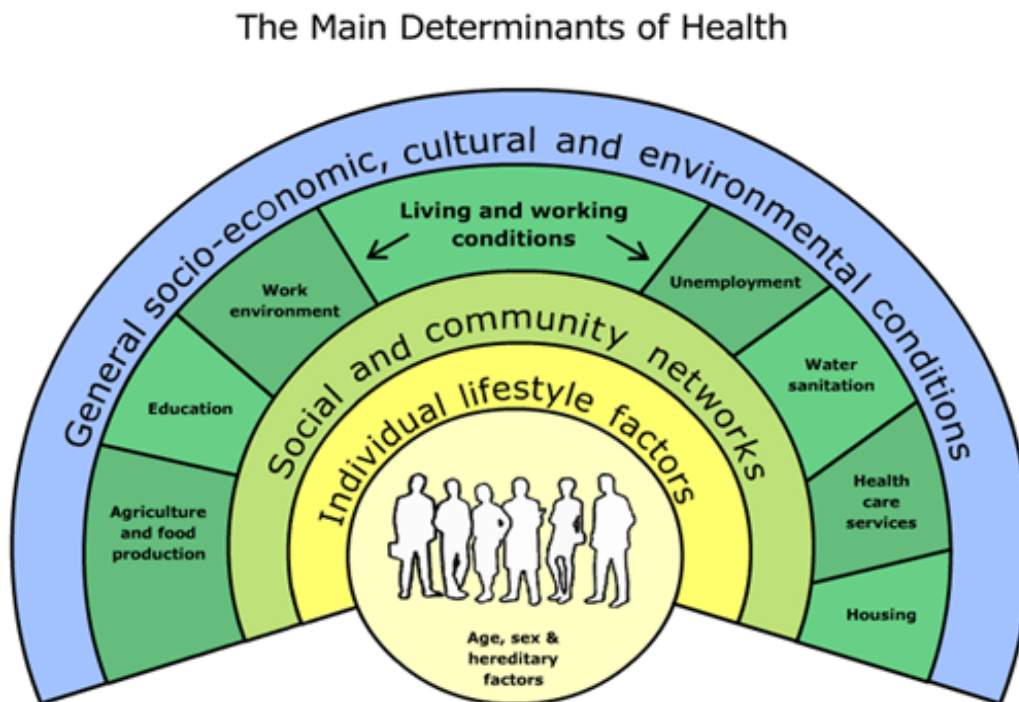 The Main Determinants of Health
General socio-economic, cultural and environmental conditions
Living and working
conditions
Agriculture
and food
production
Education
Work
environment
Unemployment
Water
sanitation
Health
care
services
Housing
Social and community networks
Individual lifestyle factors
Age, sex &
hereditary
factors